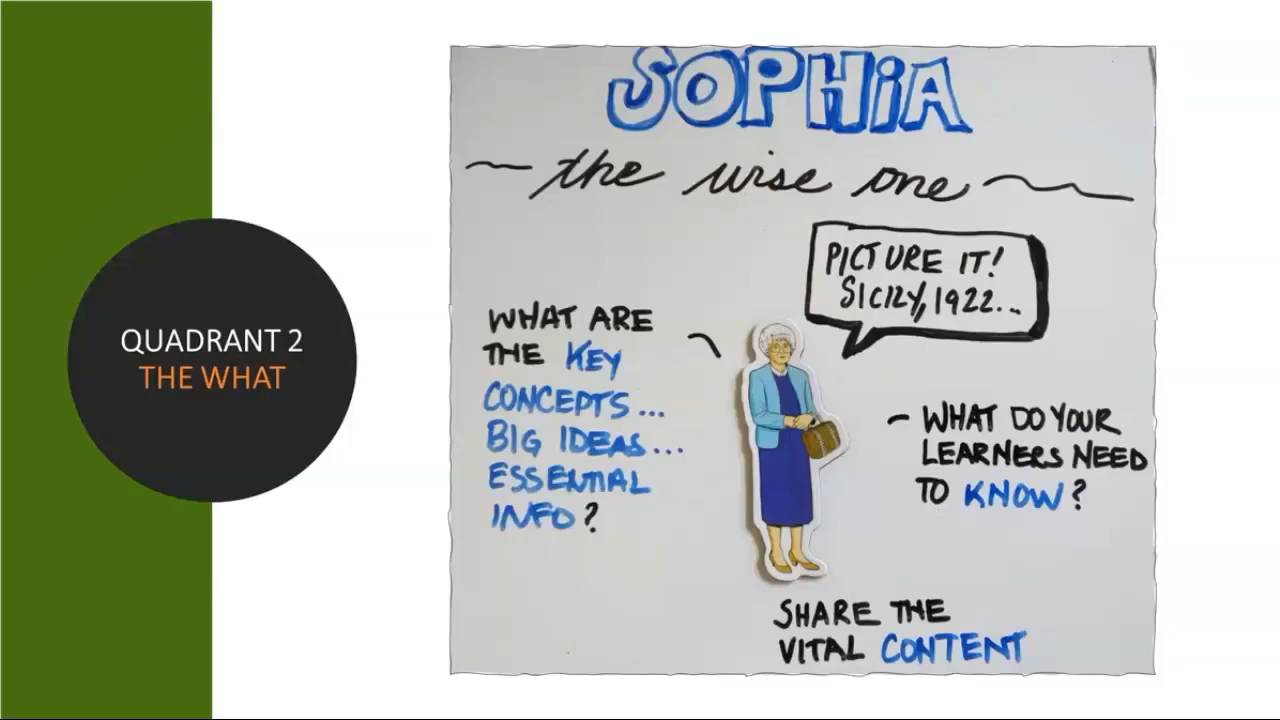 QUADRANT 2
THE WHAT
SOPHiA
the wise one
PICTURE IT!
SICILY, 1922...
WHAT ARE
THE KEY
CONCEPTS...
BIG IDEAS...
ESSENTIAL
INFO?
WHAT DO YOUR
LEARNERS NEED
TO KNOW?
SHARE THE
VITAL CONTENT